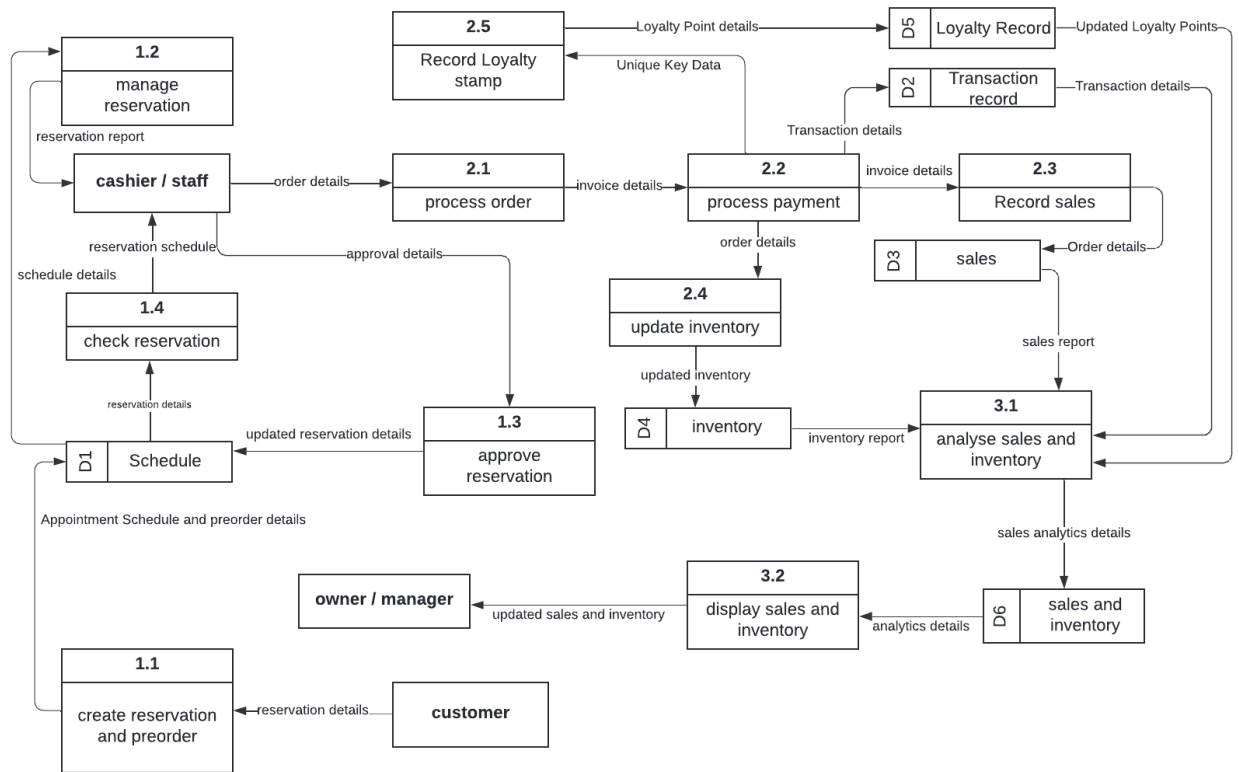 2.5
Record Loyalty
stamp
Loyalty Point details
D5
Loyalty Record
Updated Loyalty Points
1.2
manage
reservation
Unique Key Data
D2
Transaction
record
Transaction details
reservation report
Transaction details
cashier / staff
order details
2.1
process order
invoice details
2.2
process payment
invoice details
2.3
Record sales
reservation schedule
approval details
order details
D3
sales
Order details
schedule details
1.4
check reservation
2.4
update inventory
sales report
updated inventory
reservation details
1.3
approve
reservation
updated reservation details
D4
inventory
inventory report
3.1
analyse sales and
inventory
D1
Schedule
Appointment Schedule and preorder details
sales analytics details
owner / manager
updated sales and inventory
3.2
display sales and
inventory
analytics details
D6
sales and
inventory
1.1
create reservation
and preorder
reservation details
customer